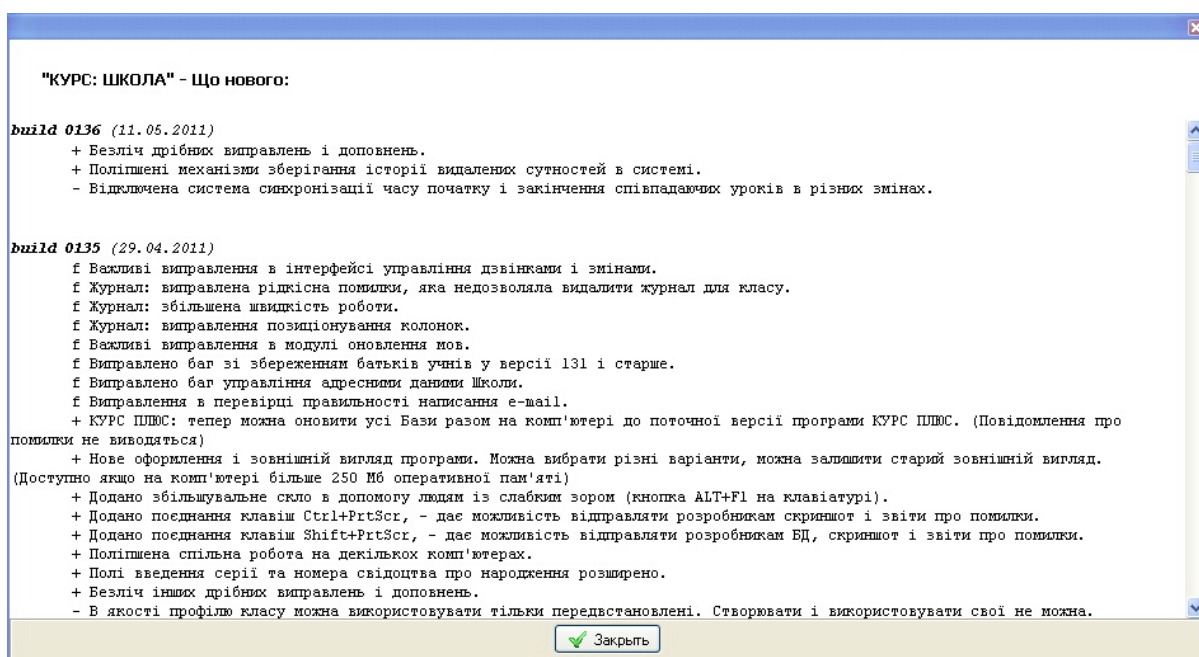 "КУРС: ШКОЛА" - Що нового:
build 0136 (11.05.2011)
+ Безліч дрібних виправлень і доповнень.
+ Поліпшені механізми зберігання історії видалених сутностей в системі.
- Відключена система синхронізації часу початку і закінчення співпадаючих уроків в різних змінах.
build 0135 (29.04.2011)
f Важливі виправлення в інтерфейсі управління дзвінками і змінами.
f Журнал: виправлена рідкісна помилки, яка недозволяла видалити журнал для класу.
f Журнал: збільшена швидкість роботи.
f Журнал: виправлення позиціонування колонок.
f Важливі виправлення в модулі оновлення мов.
f Виправлено баг зі збереженням батьків учнів у версії 131 і старше.
f Виправлено баг управління адресними даними Школи.
f Виправлення в перевірці правильності написання e-mail.
+ КУРС ПЛЮС: тепер можна оновити усі Бази разом на комп'ютері до поточної версії програми КУРС ПЛЮС. (Повідомлення про
помилки не виводяться)
+ Нове оформлення і зовнішній вигляд програми. Можна вибрати різні варіанти, можна залишити старий зовнішній вигляд.
(Доступно якщо на комп'ютері більше 250 Мб оперативної пам'яті)
+ Додано збільшувальне скло в допомогу людям із слабким зором (кнопка ALT+F1 на клавіатурі).
+ Додано поєднання клавіш Ctrl+PrtScr, - дає можливість відправляти розробникам скриншот і звіти про помилки.
+ Додано поєднання клавіш Shift+PrtScr, - дає можливість відправляти розробникам БД, скриншот і звіти про помилки.
+ Поліпшена спільна робота на декількох комп'ютерах.
+ Полі введення серії та номера свідоцтва про народження розширено.
+ Безліч інших дрібних виправлень і доповнень.
- В якості профілю класу можна використовувати тільки передвстановлені. Створювати і використовувати свої не можна.
Закрыть